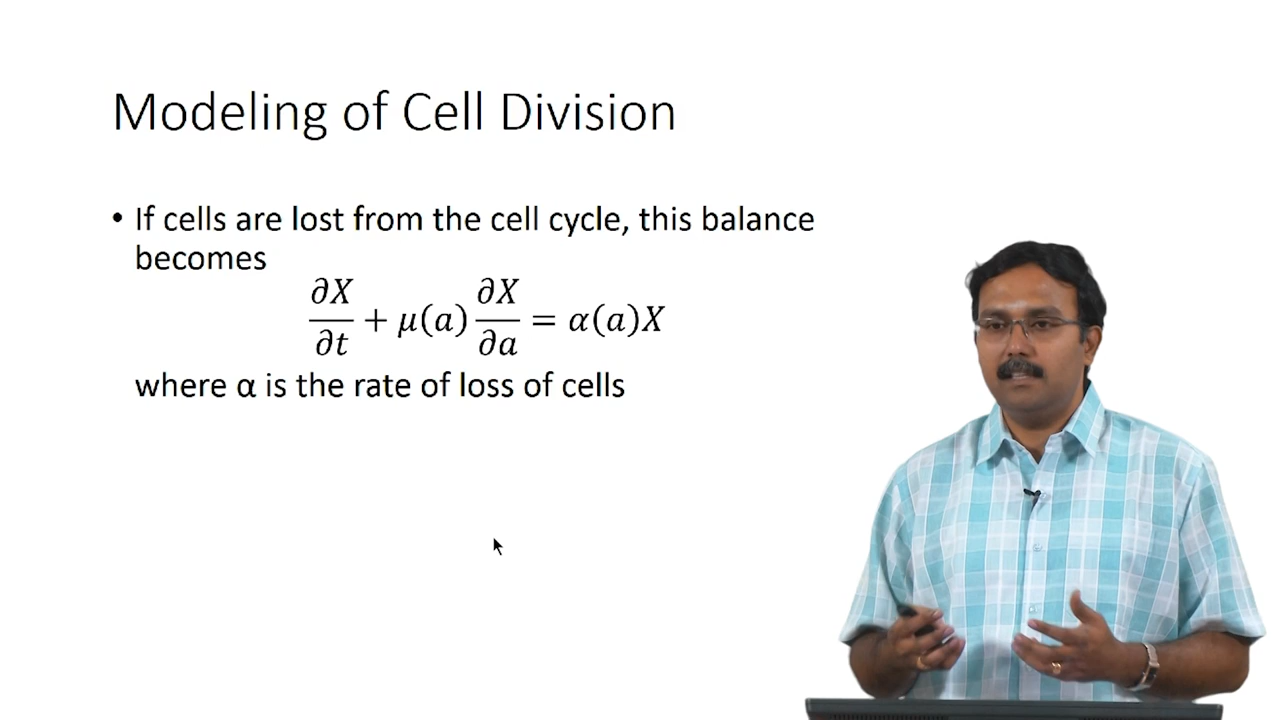 Modeling of Cell Division
• If cells are lost from the cell cycle, this balance
becomes
∂X/∂t + μ(a) ∂X/∂a = α(a)X
where α is the rate of loss of cells